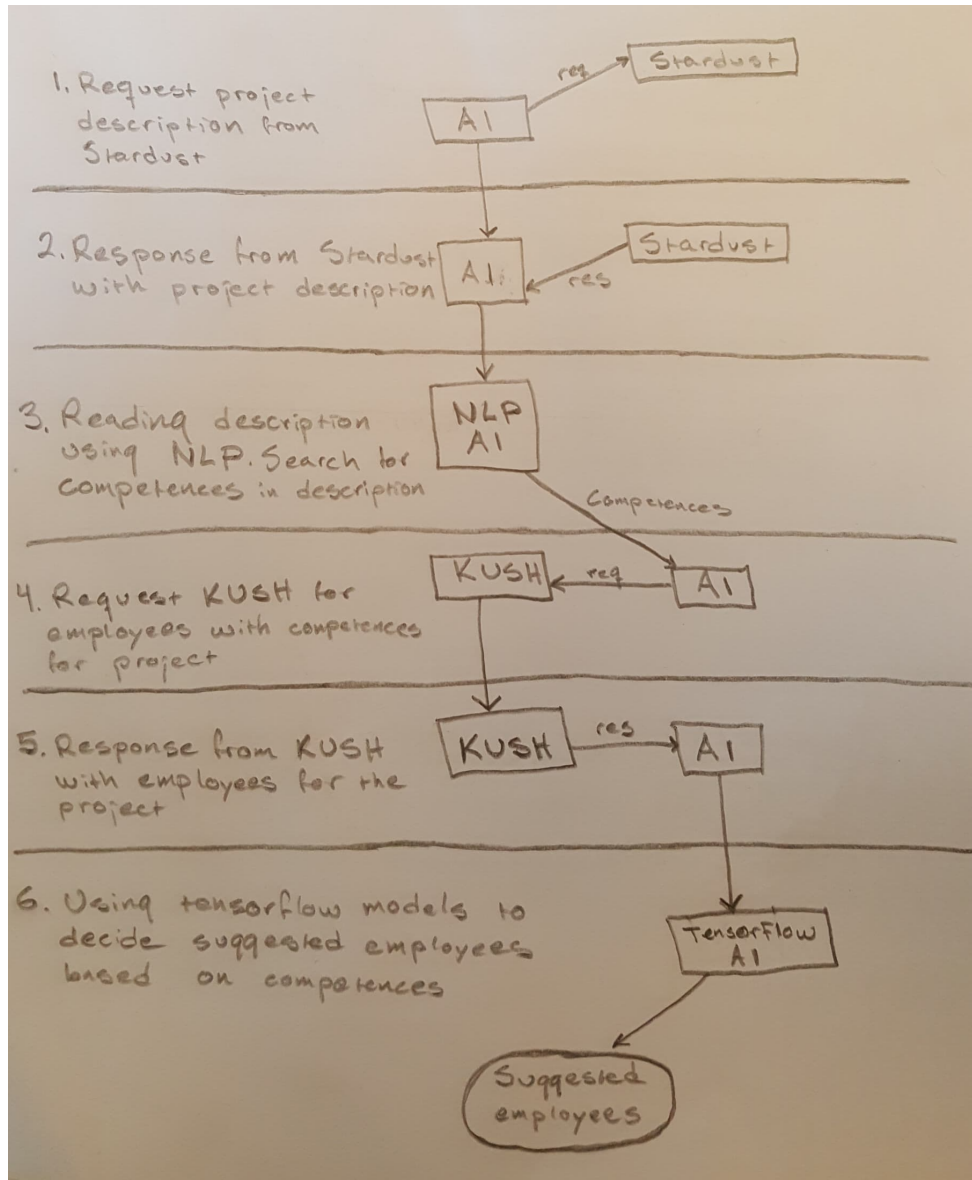 1. Request project
description from
Stardust
AI
req
Stardust
2. Response from Stardust
with project description
AI
res
Stardust
3. Reading description
using NLP. Search for
competences in description
NLP
AI
Competences
4. Request KUSH for
employees with competences
for project
KUSH
req
AI
5. Response from KUSH
with employees for the
project
KUSH
res
AI
6. Using tensorflow models to
decide suggested employees
based on competences
TensorFlow
AI
Suggested
employees